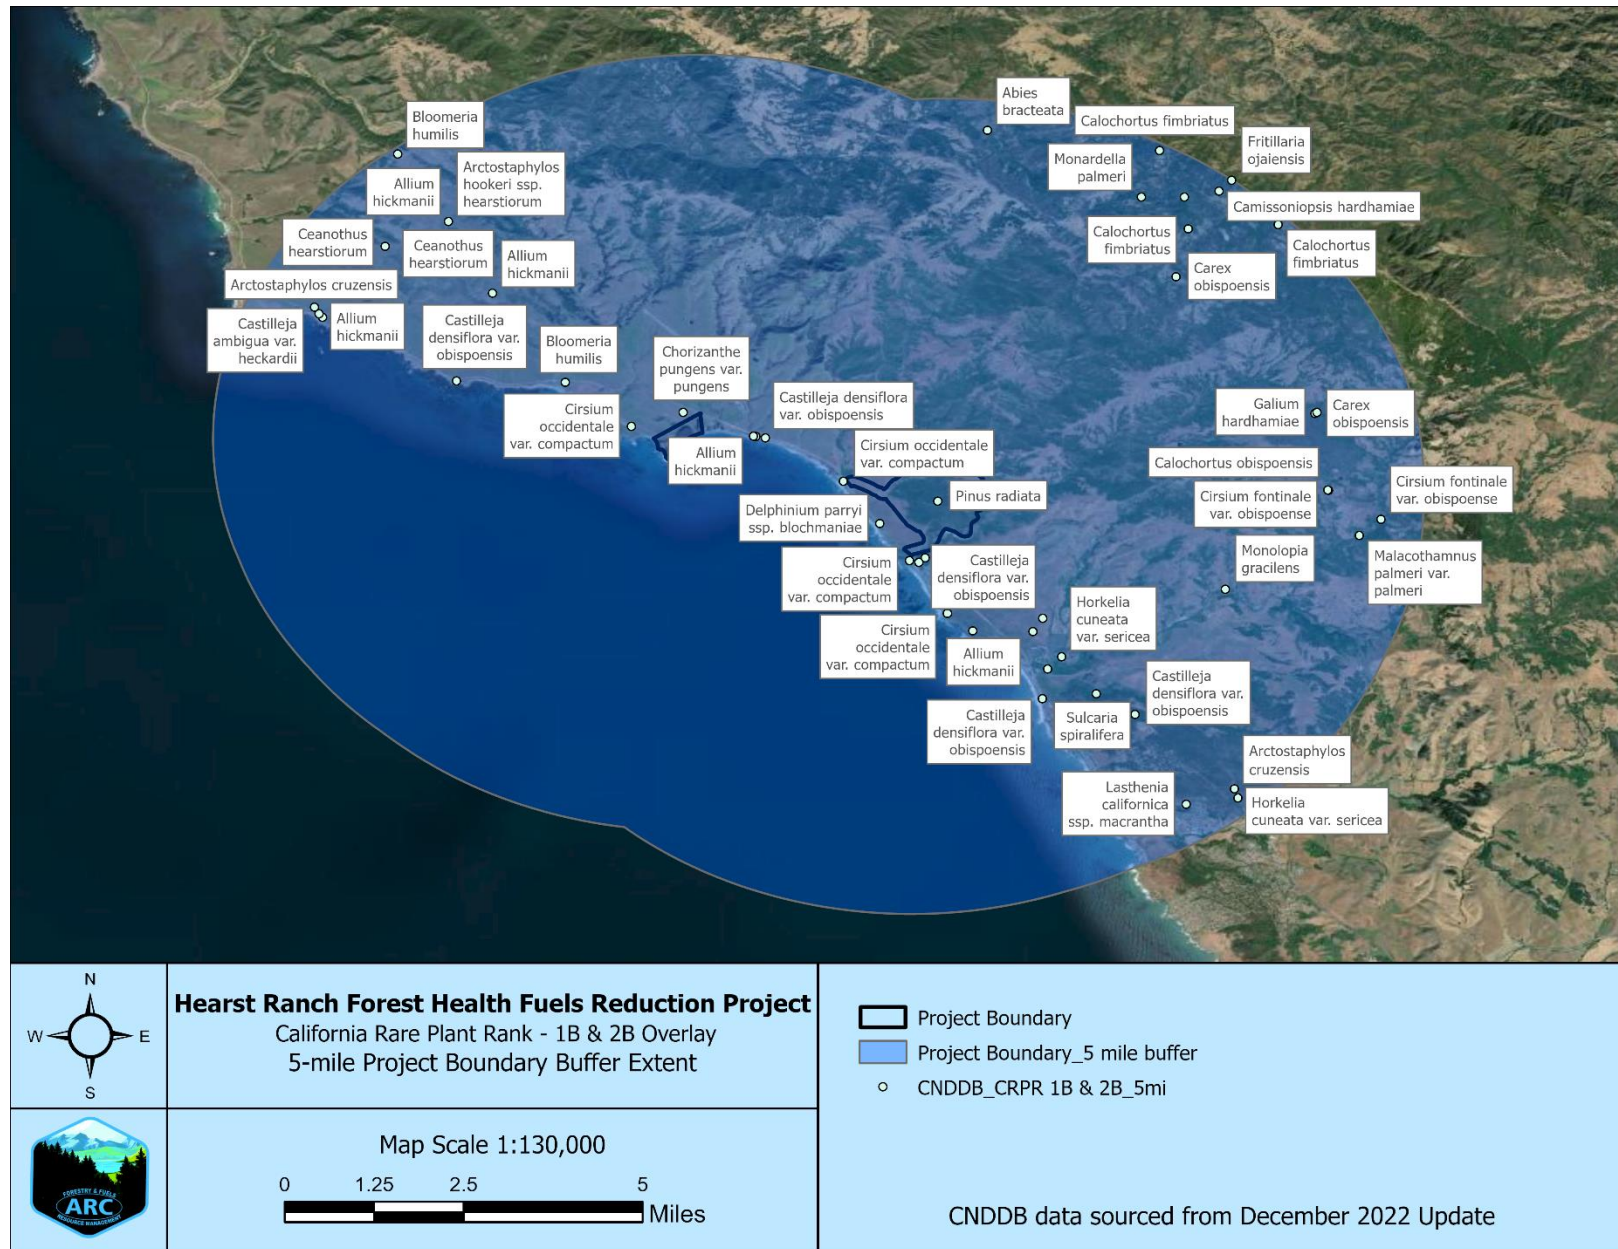 Abies
bracteata
Calochortus fimbriatus
Bloomeria
humilis
Fritillaria
ojaiensis
Monardella
palmeri
Arctostaphylos
hookeri ssp.
hearstiorum
Allium
hickmanii
Camissoniopsis hardhamiae
Ceanothus
hearstiorum
Ceanothus
hearstiorum
Allium
hickmanii
Calochortus
fimbriatus
Calochortus
fimbriatus
Carex
obispoensis
Arctostaphylos cruzensis
Castilleja
ambigua var.
heckardii
Allium
hickmanii
Castilleja
densiflora var.
obispoensis
Bloomeria
humilis
Chorizanthe
pungens var.
pungens
Castilleja densiflora
var. obispoensis
Galium
hardhamiae
Carex
obispoensis
Cirsium
occidentale
var. compactum
Allium
hickmanii
Cirsium occidentale
var. compactum
Calochortus obispoensis
Cirsium fontinale
var. obispoense
Cirsium fontinale
var. obispoense
Pinus radiata
Delphinium parryi
ssp. blochmaniae
Monolopia
gracilens
Malacothamnus
palmeri var.
palmeri
Cirsium
occidentale
var. compactum
Castilleja
densiflora var.
obispoensis
Horkelia
cuneata
var. sericea
Cirsium
occidentale
var. compactum
Allium
hickmanii
Castilleja
densiflora var.
obispoensis
Castilleja
densiflora var.
obispoensis
Sulcaria
spiralifera
Arctostaphylos
cruzensis
Lasthenia
californica
ssp. macrantha
Horkelia
cuneata var. sericea
N
W
E
S
Hearst Ranch Forest Health Fuels Reduction Project
California Rare Plant Rank - 1B & 2B Overlay
5-mile Project Boundary Buffer Extent
Project Boundary
Project Boundary_5 mile buffer
CNDDB_CRPR 1B & 2B_5mi
FORESTRY & FUELS
ARC
RESOURCE MANAGEMENT
Map Scale 1:130,000
0 1.25 2.5 5
Miles
CNDDB data sourced from December 2022 Update